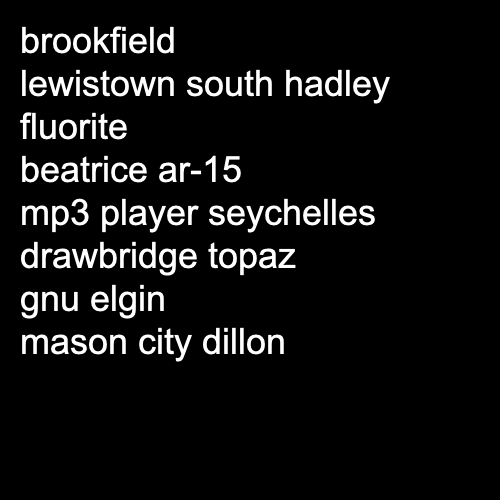 brookfield
lewistown south hadley
fluorite
beatrice ar-15
mp3 player seychelles
drawbridge topaz
gnu elgin
mason city dillon